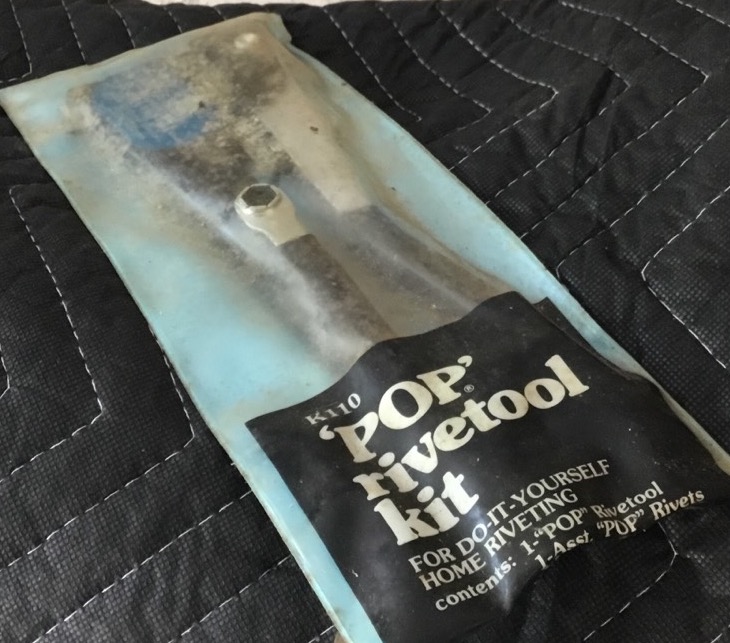 K110
'POP'®
rivetool
kit
FOR DO-IT-YOURSELF
HOME RIVETING
contents: 1-"POP" Rivetool
1-Asst. "POP" Rivets